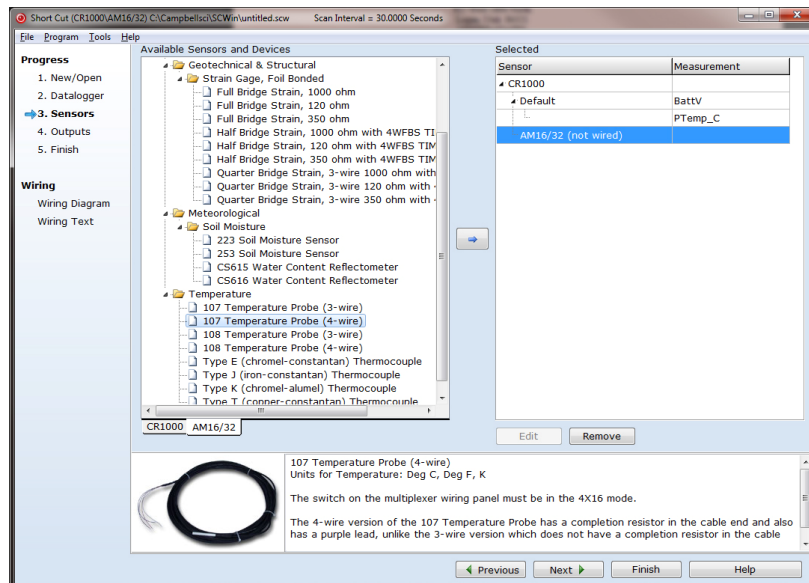 Short Cut (CR1000\AM16/32) C:\Campbellsci\SCWin\untitled.scw Scan Interval = 30.0000 Seconds
File Program Tools Help
Progress
1. New/Open
2. Datalogger
3. Sensors
4. Outputs
5. Finish
Wiring
Wiring Diagram
Wiring Text
Available Sensors and Devices
Geotechnical & Structural
Strain Gage, Foil Bonded
Full Bridge Strain, 1000 ohm
Full Bridge Strain, 120 ohm
Full Bridge Strain, 350 ohm
Half Bridge Strain, 1000 ohm with 4WFBS TI
Half Bridge Strain, 120 ohm with 4WFBS TIM
Half Bridge Strain, 350 ohm with 4WFBS TIM
Quarter Bridge Strain, 3-wire 1000 ohm with
Quarter Bridge Strain, 3-wire 120 ohm with
Quarter Bridge Strain, 3-wire 350 ohm with
Meteorological
Soil Moisture
223 Soil Moisture Sensor
253 Soil Moisture Sensor
CS615 Water Content Reflectometer
CS616 Water Content Reflectometer
Temperature
107 Temperature Probe (3-wire)
107 Temperature Probe (4-wire)
108 Temperature Probe (3-wire)
108 Temperature Probe (4-wire)
Type E (chromel-constantan) Thermocouple
Type J (iron-constantan) Thermocouple
Type K (chromel-alumel) Thermocouple
Type T (copper-constantan) Thermocouple
CR1000 AM16/32
Selected
Sensor Measurement
CR1000
Default BattV
PTemp_C
AM16/32 (not wired)
Edit Remove
107 Temperature Probe (4-wire)
Units for Temperature: Deg C, Deg F, K
The switch on the multiplexer wiring panel must be in the 4X16 mode.
The 4-wire version of the 107 Temperature Probe has a completion resistor in the cable end and also
has a purple lead, unlike the 3-wire version which does not have a completion resistor in the cable
Previous Next Finish Help